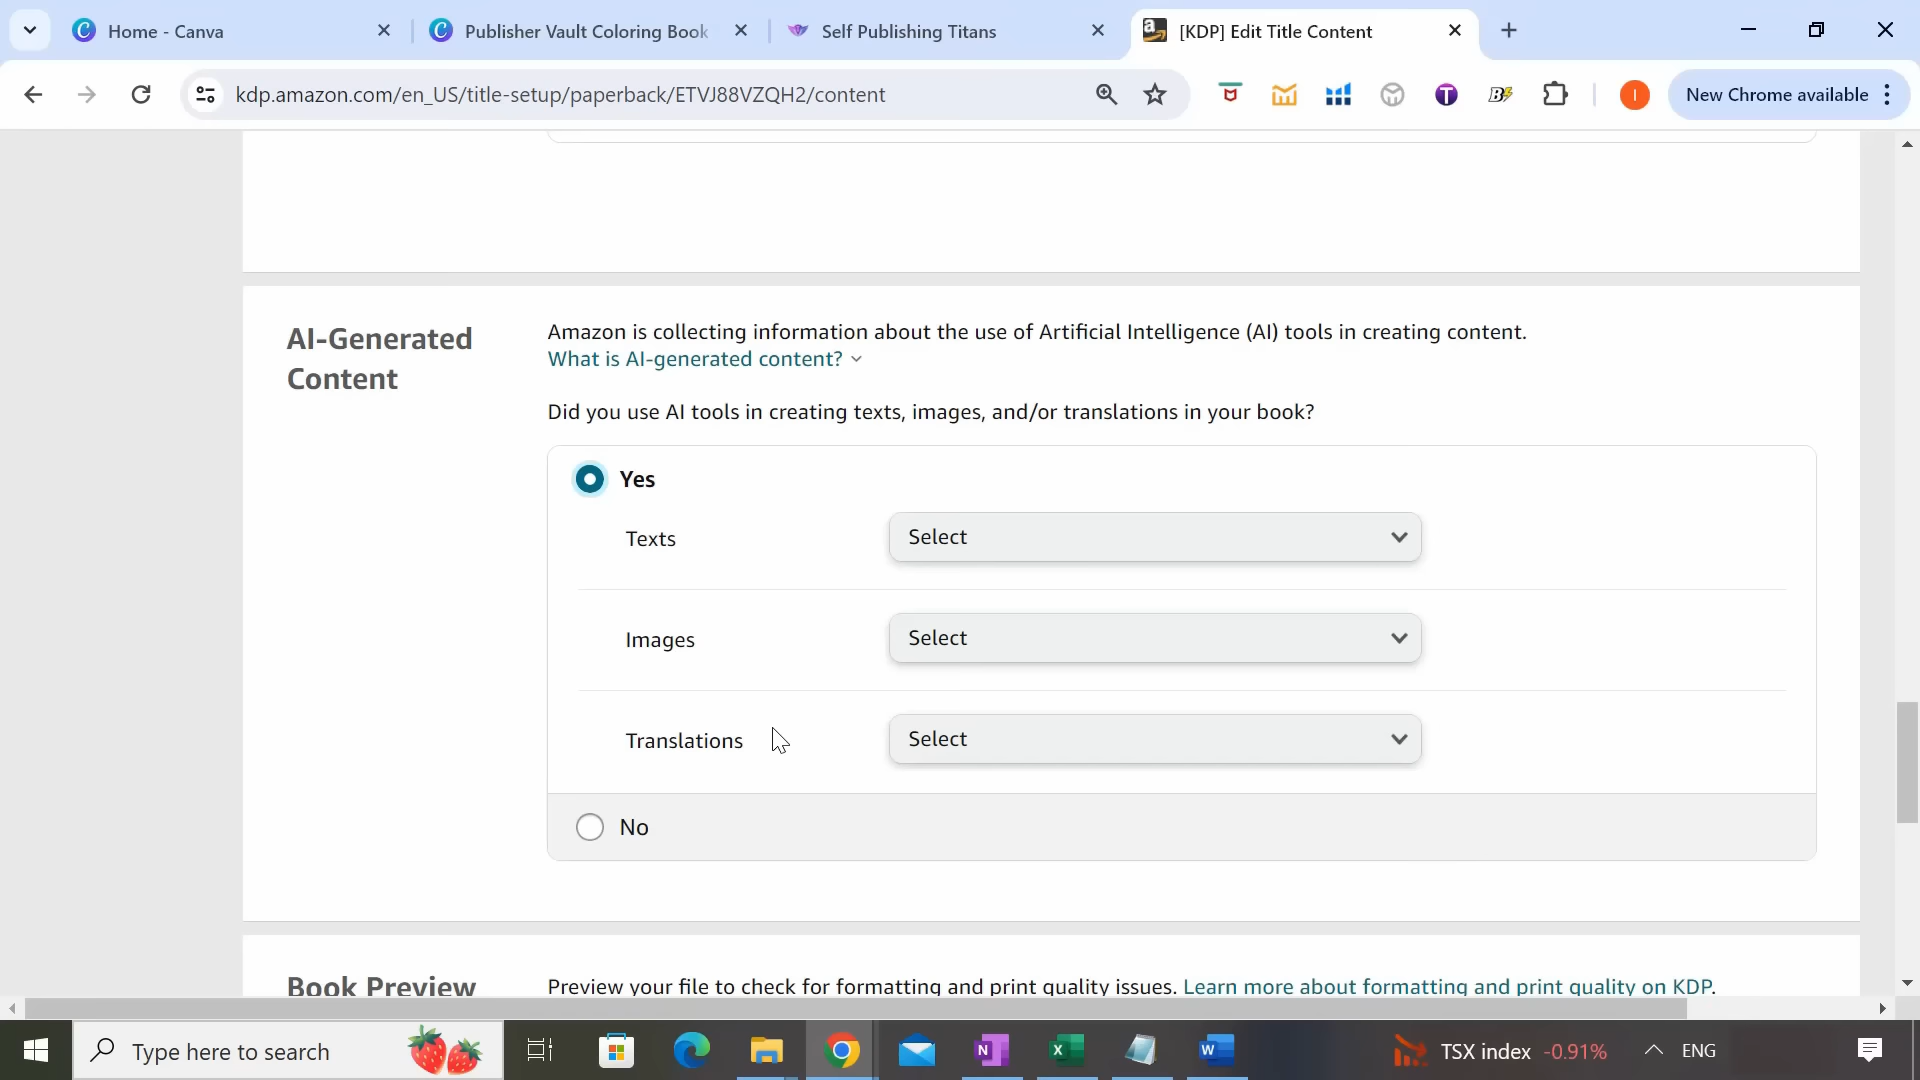 Home - Canva
Publisher Vault Coloring Book
Self Publishing Titans
[KDP] Edit Title Content
kdp.amazon.com/en_US/title-setup/paperback/ETVJ88VZQH2/content
New Chrome available
AI-Generated
Content
Amazon is collecting information about the use of Artificial Intelligence (AI) tools in creating content.
What is AI-generated content?
Did you use AI tools in creating texts, images, and/or translations in your book?
Yes
Texts
Select
Images
Select
Translations
Select
No
Book Preview
Preview your file to check for formatting and print quality issues. Learn more about formatting and print quality on KDP.
Type here to search
TSX index -0.91%
ENG